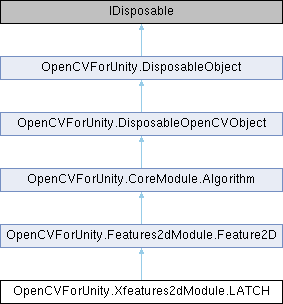 IDisposable
OpenCVForUnity.DisposableObject
OpenCVForUnity.DisposableOpenCVObject
OpenCVForUnity.CoreModule.Algorithm
OpenCVForUnity.Features2dModule.Feature2D
OpenCVForUnity.Xfeatures2dModule.LATCH